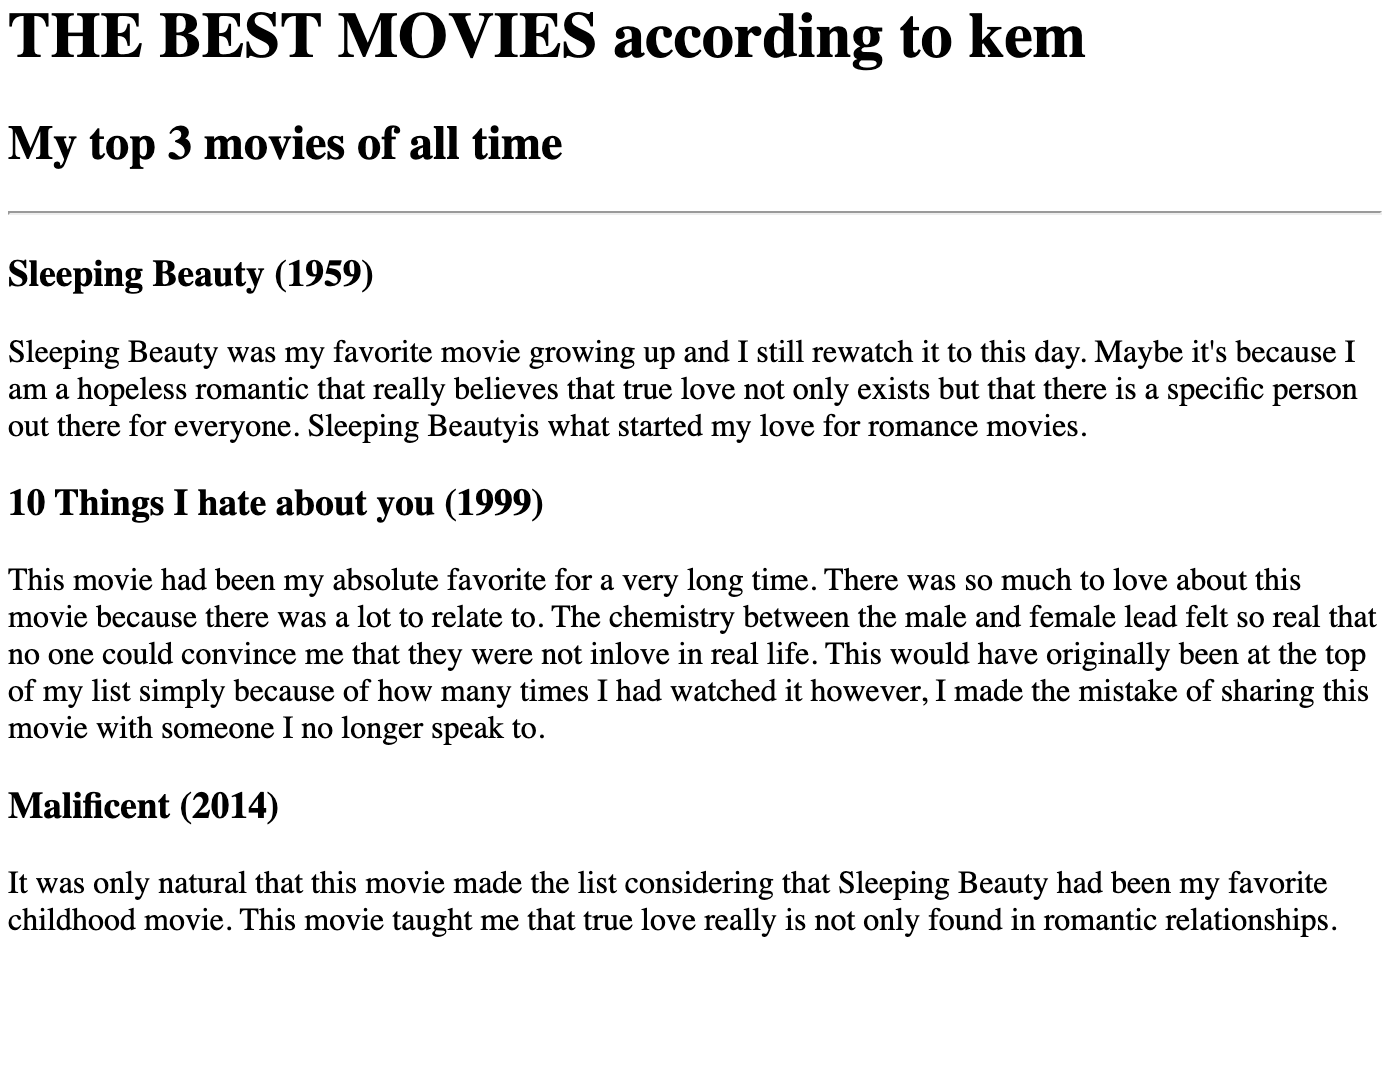 THE BEST MOVIES according to kem
My top 3 movies of all time
Sleeping Beauty (1959)
Sleeping Beauty was my favorite movie growing up and I still rewatch it to this day. Maybe it's because I
am a hopeless romantic that really believes that true love not only exists but that there is a specific person
out there for everyone. Sleeping Beautyis what started my love for romance movies.
10 Things I hate about you (1999)
This movie had been my absolute favorite for a very long time. There was so much to love about this
movie because there was a lot to relate to. The chemistry between the male and female lead felt so real that
no one could convince me that they were not inlove in real life. This would have originally been at the top
of my list simply because of how many times I had watched it however, I made the mistake of sharing this
movie with someone I no longer speak to.
Malificent (2014)
It was only natural that this movie made the list considering that Sleeping Beauty had been my favorite
childhood movie. This movie taught me that true love really is not only found in romantic relationships.